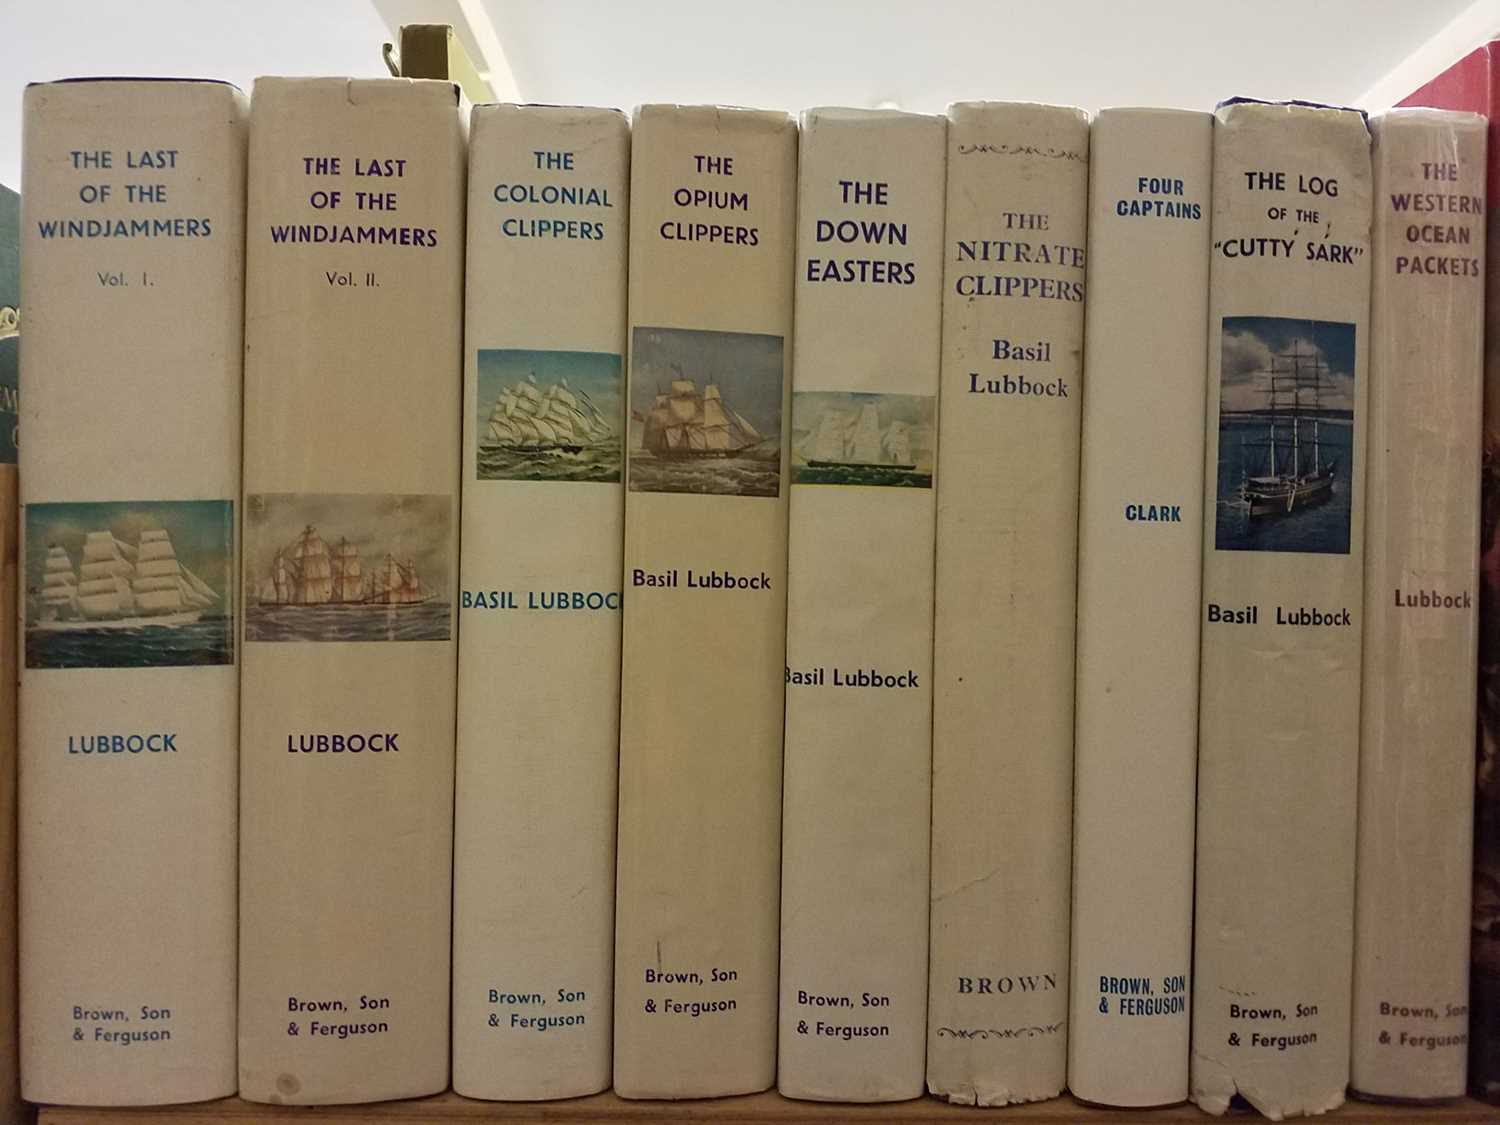 THE LAST
OF THE
WINDJAMMERS
Vol. I.
LUBBOCK
Brown, Son
& Ferguson
THE LAST
OF THE
WINDJAMMERS
Vol. II.
LUBBOCK
Brown, Son
& Ferguson
THE
COLONIAL
CLIPPERS
BASIL LUBBOC
Brown, Son
& Ferguson
THE
OPIUM
CLIPPERS
Basil Lubbock
Brown, Son
& Ferguson
THE
DOWN
EASTERS
Basil Lubbock
Brown, Son
& Ferguson
THE
NITRATE
CLIPPERS
Basil
Lubbock
BROWN
FOUR
CAPTAINS
CLARK
BROWN, SON
& FERGUSON
THE LOG
OF THE
"CUTTY SARK"
Basil Lubbock
Brown, Son
& Ferguson
THE
WESTERN
OCEAN
PACKETS
Lubbock
Brown, Son
& Ferguson